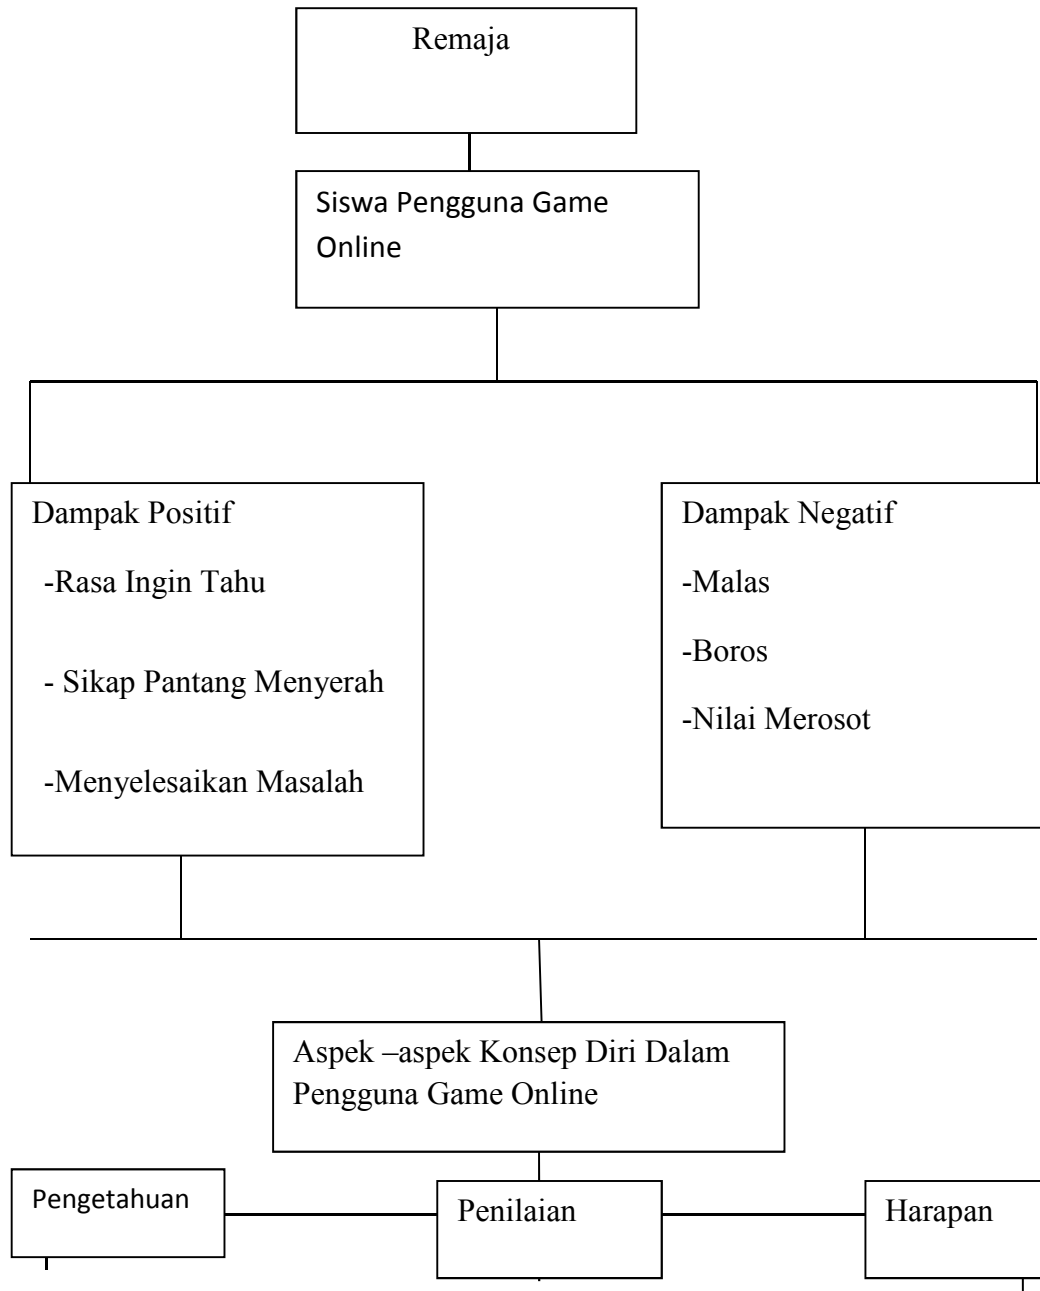 Remaja
Siswa Pengguna Game
Online
Dampak Positif
-Rasa Ingin Tahu
- Sikap Pantang Menyerah
-Menyelesaikan Masalah
Dampak Negatif
-Malas
-Boros
-Nilai Merosot
Aspek –aspek Konsep Diri Dalam
Pengguna Game Online
Pengetahuan
Penilaian
Harapan